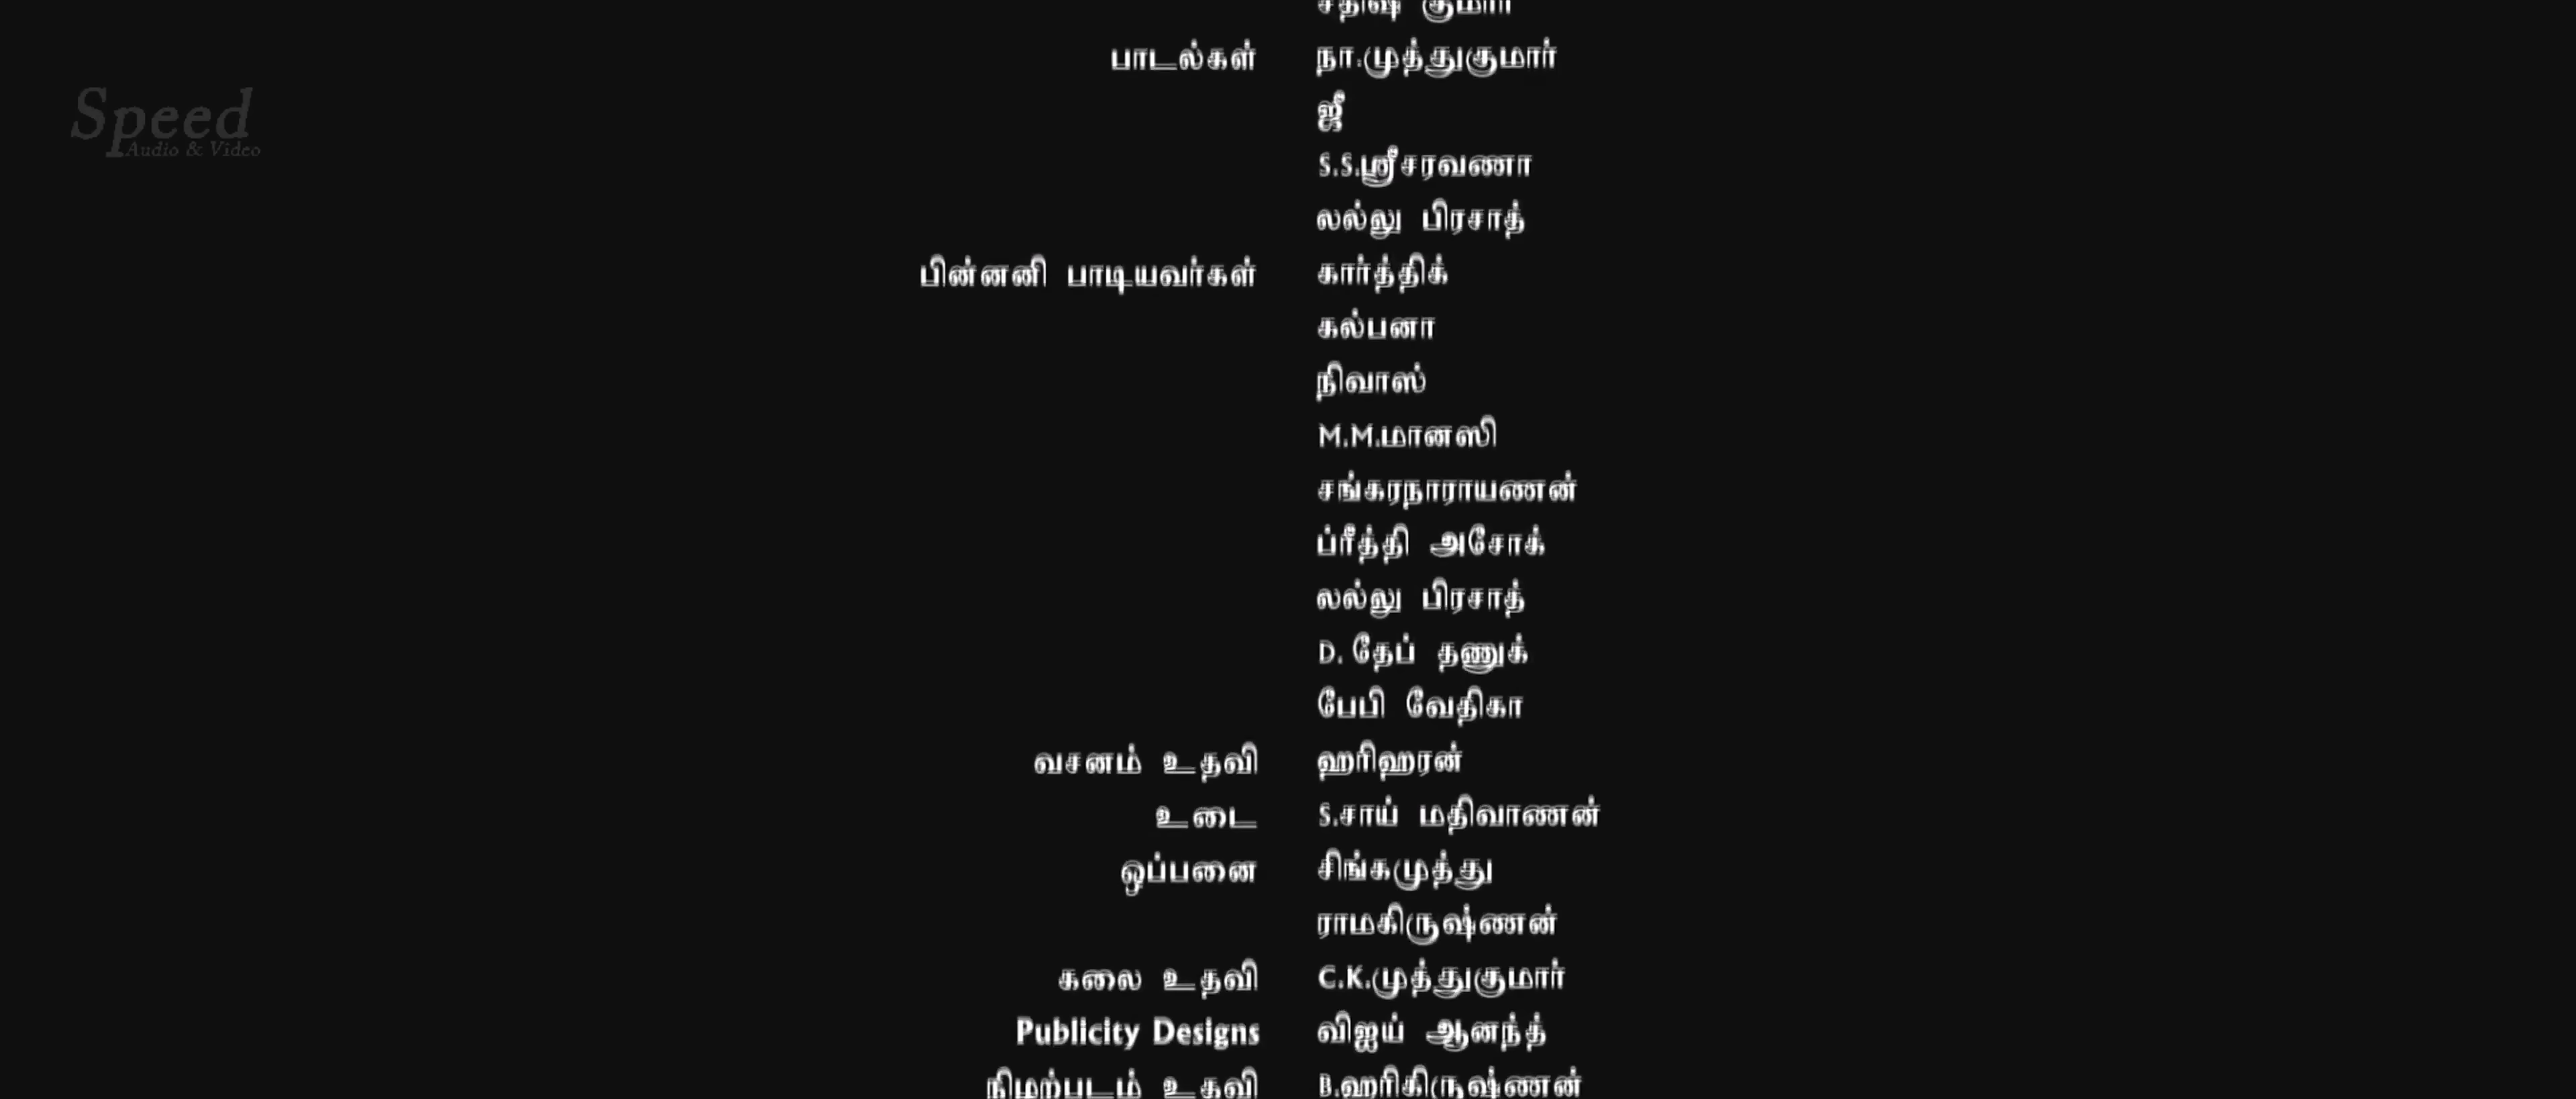 சதிஷ் குமார்
பாடல்கள் நா.முத்துகுமார்
Speed
Audio & Video
ஜீ
S.S.ஸ்ரீசரவணா
லல்லு பிரசாத்
பின்னனி பாடியவர்கள் கார்த்திக்
கல்பனா
நிவாஸ்
M.M.மானஸி
சங்கரநாராயணன்
ப்ரீத்தி அசோக்
லல்லு பிரசாத்
D. தேப் தணுக்
பேபி வேதிகா
வசனம் உதவி ஹரிஹரன்
உடை S.சாய் மதிவாணன்
ஒப்பனை சிங்கமுத்து
ராமகிருஷ்ணன்
கலை உதவி C.K.முத்துகுமார்
Publicity Designs விஜய் ஆனந்த்
நிழற்படம் உதவி B.ஹரிகிருஷ்ணன்